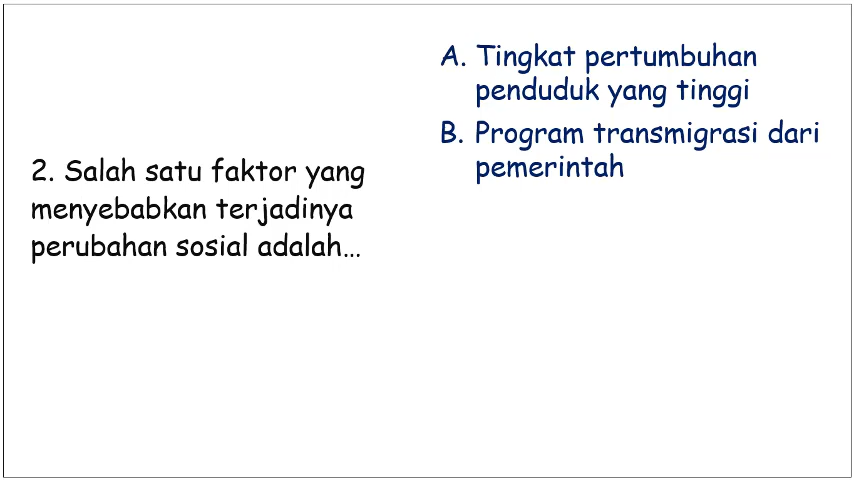 2. Salah satu faktor yang
menyebabkan terjadinya
perubahan sosial adalah...
A. Tingkat pertumbuhan
penduduk yang tinggi
B. Program transmigrasi dari
pemerintah